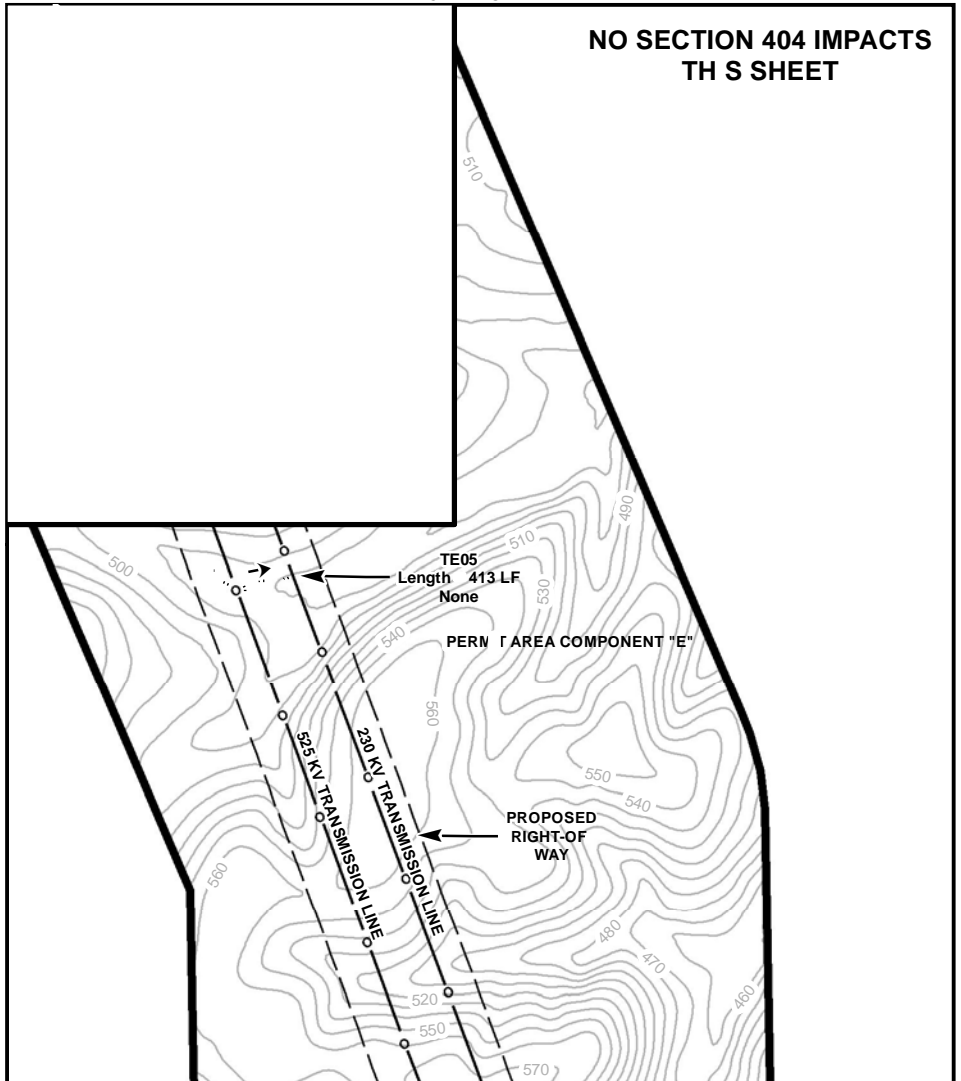 NO SECTION 404 IMPACTS
TH S SHEET
510
490
500
510
TE05
Length 413 LF
None
530
540
PERM T AREA COMPONENT "E"
560
525 KV TRANSMISSION LINE
230 KV TRANSMISSION LINE
550
540
PROPOSED
RIGHT-OF
WAY
560
480
470
460
520
550
570